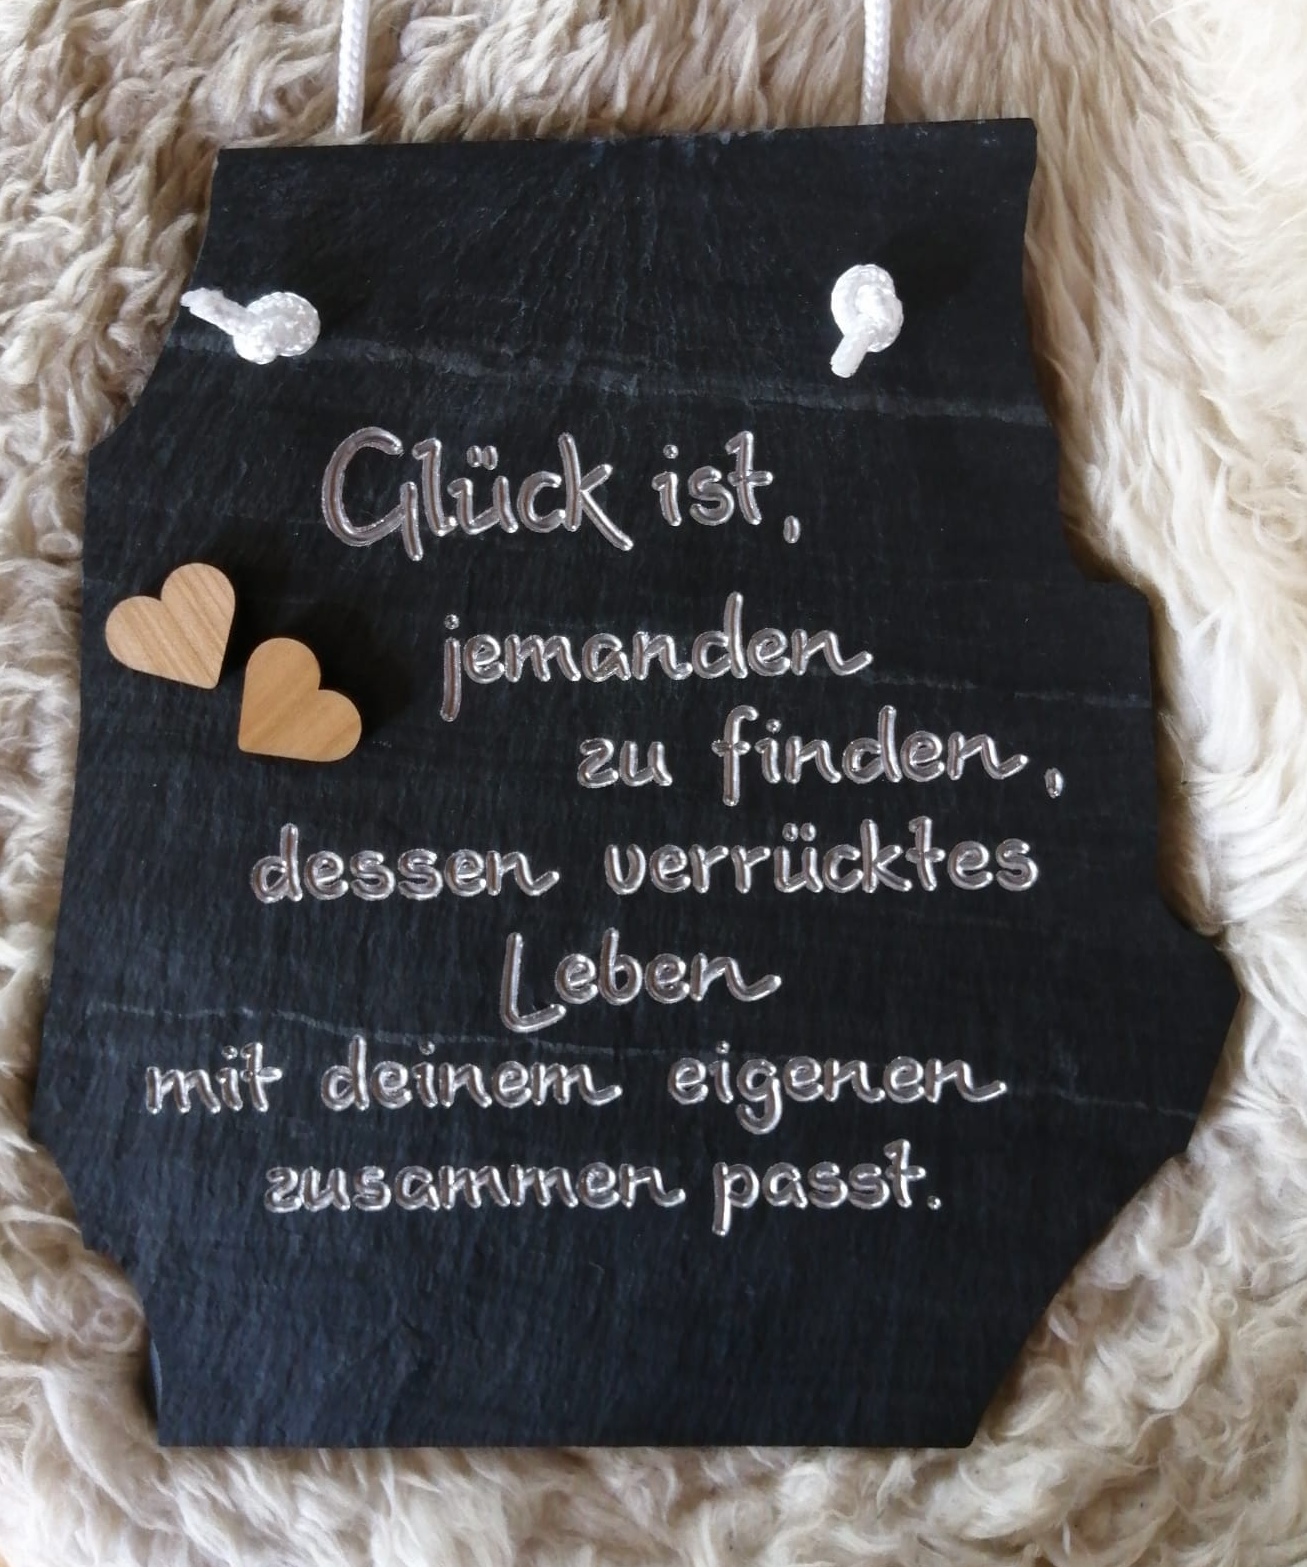 Glück ist,
jemanden
zu finden,
dessen verrücktes
Leben
mit deinem eigenen
zusammen passt.